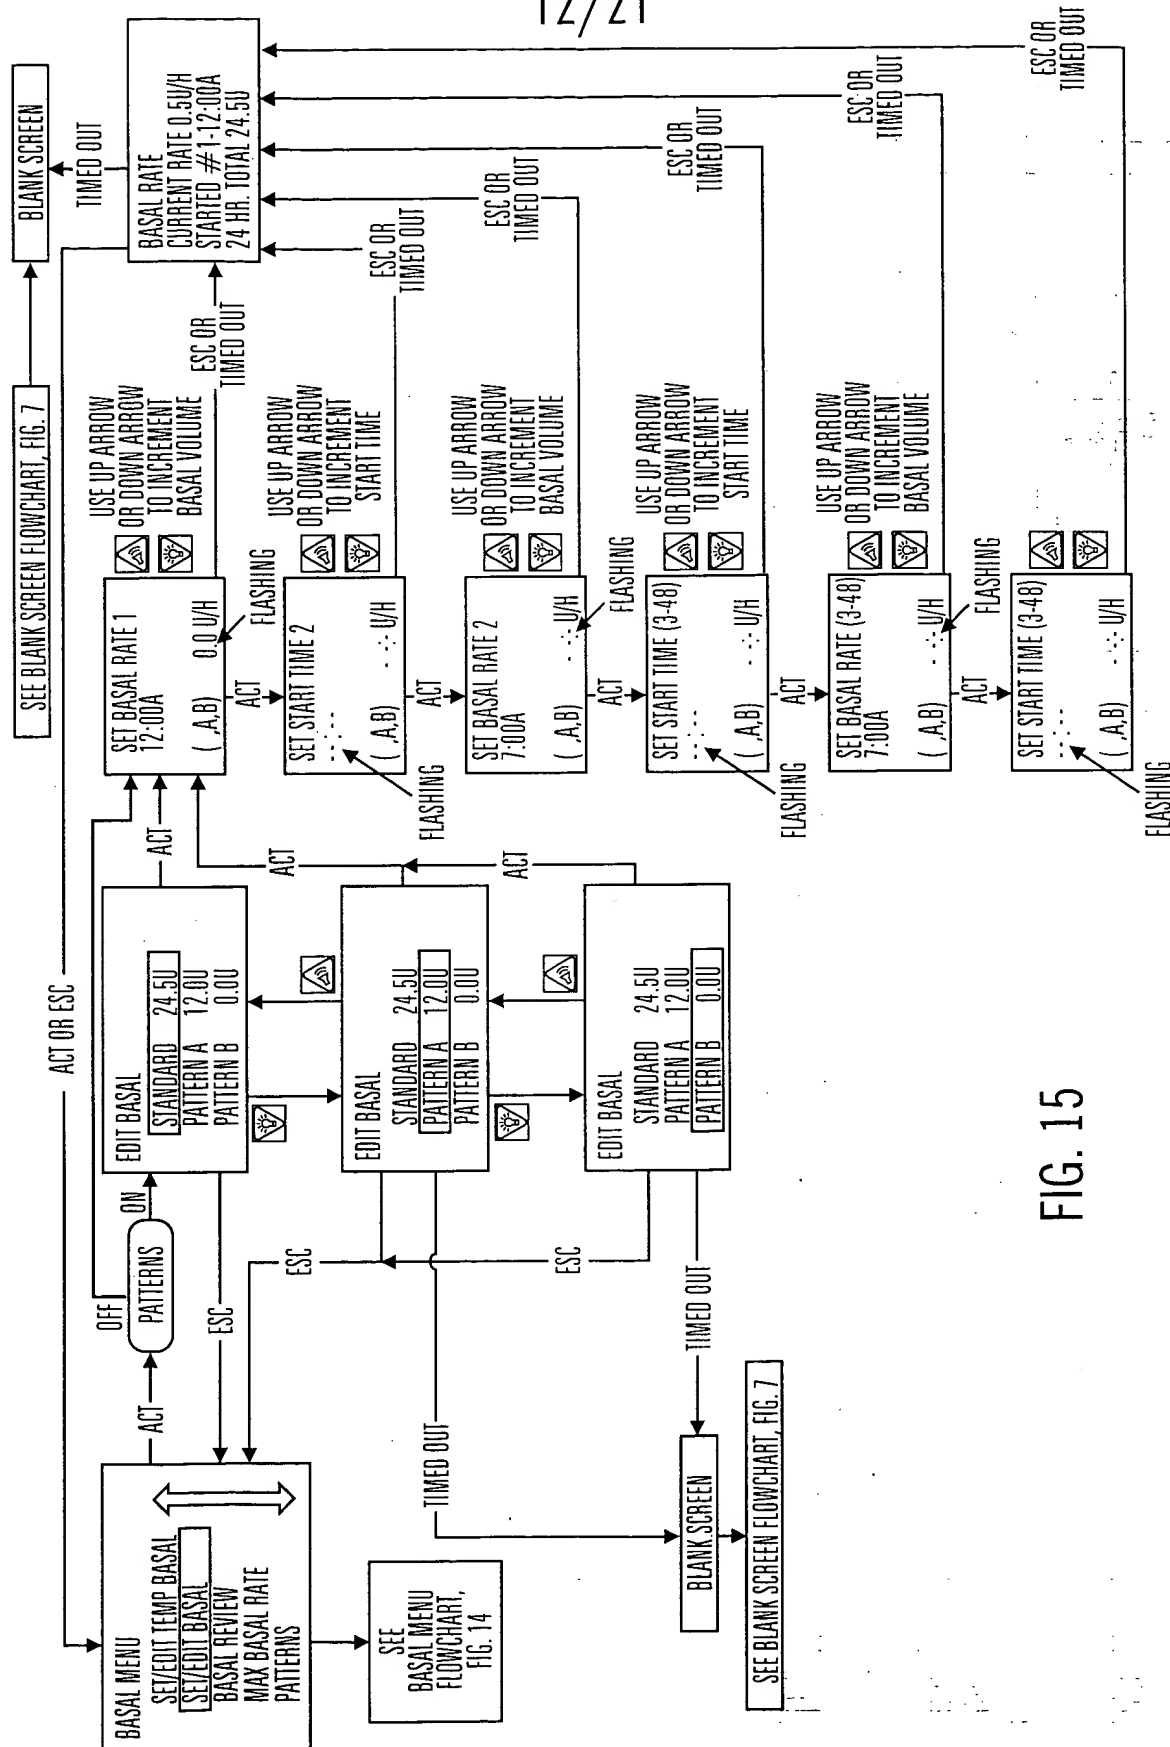 17/21
SEE BLANK SCREEN FLOWCHART, FIG. 7
BLANK SCREEN
ACT OR ESC
TIMED OUT
BASAL MENU
SET/EDIT TEMP BASAL
SET/EDIT BASAL
BASAL REVIEW
MAX BASAL RATE
PATTERNS
ACT
OFF
PATTERNS
ON
ESC
SEE
BASAL MENU
FLOWCHART,
FIG. 14
EDIT BASAL
STANDARD 24.5U
PATTERN A 12.0U
PATTERN B 0.0U
ACT
ESC
EDIT BASAL
STANDARD 24.5U
PATTERN A 12.0U
PATTERN B 0.0U
ACT
TIMED OUT
ESC
EDIT BASAL
STANDARD 24.5U
PATTERN A 12.0U
PATTERN B 0.0U
ACT
TIMED OUT
BLANK SCREEN
SEE BLANK SCREEN FLOWCHART, FIG. 7
SET BASAL RATE 1
12:00A
( ,A,B) 0.0 U/H
FLASHING
USE UP ARROW
OR DOWN ARROW
TO INCREMENT
BASAL VOLUME
ESC OR
TIMED OUT
BASAL RATE
CURRENT RATE 0.5U/H
STARTED #1-12:00A
24 HR. TOTAL 24.5U
ACT
SET START TIME 2
-:--
( ,A,B) -.- U/H
FLASHING
USE UP ARROW
OR DOWN ARROW
TO INCREMENT
START TIME
ESC OR
TIMED OUT
ACT
SET BASAL RATE 2
7:00A
( ,A,B) -.- U/H
FLASHING
USE UP ARROW
OR DOWN ARROW
TO INCREMENT
BASAL VOLUME
ESC OR
TIMED OUT
ACT
SET START TIME (3-48)
-:--
( ,A,B) -.- U/H
FLASHING
USE UP ARROW
OR DOWN ARROW
TO INCREMENT
START TIME
ESC OR
TIMED OUT
ACT
SET BASAL RATE (3-48)
7:00A
( ,A,B) -.- U/H
FLASHING
USE UP ARROW
OR DOWN ARROW
TO INCREMENT
BASAL VOLUME
ESC OR
TIMED OUT
ACT
SET START TIME (3-48)
-:--
( ,A,B) -.- U/H
FLASHING
ESC OR
TIMED OUT
FIG. 15